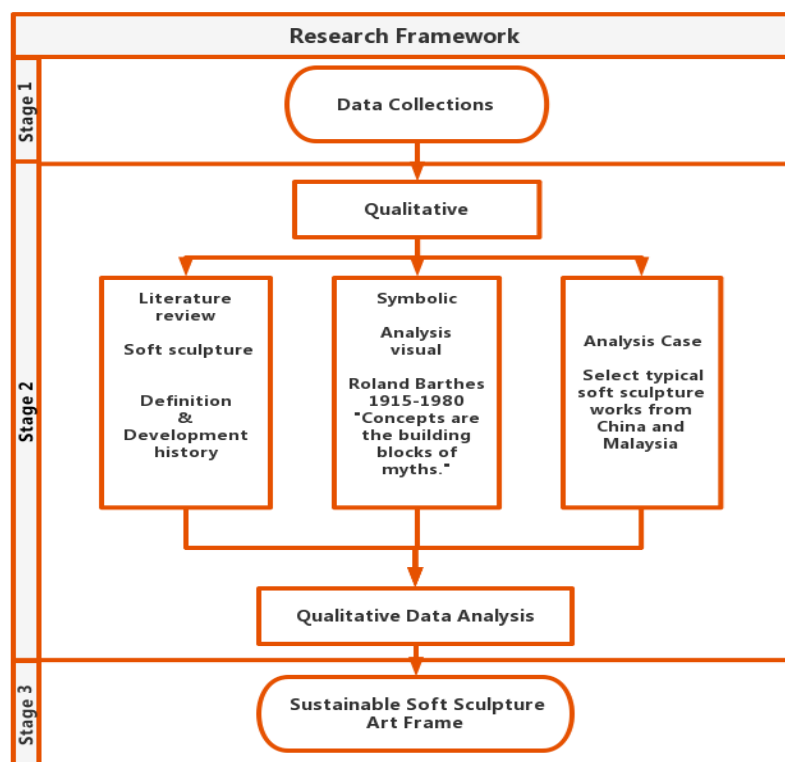 Research Framework
Stage 1
Data Collections
Stage 2
Qualitative
Literature
review
Soft sculpture
Definition
&
Development
history
Symbolic
Analysis
visual
Roland Barthes
1915-1980
"Concepts are
the building
blocks of
myths."
Analysis Case
Select typical
soft sculpture
works from
China and
Malaysia
Qualitative Data Analysis
Stage 3
Sustainable Soft Sculpture
Art Frame